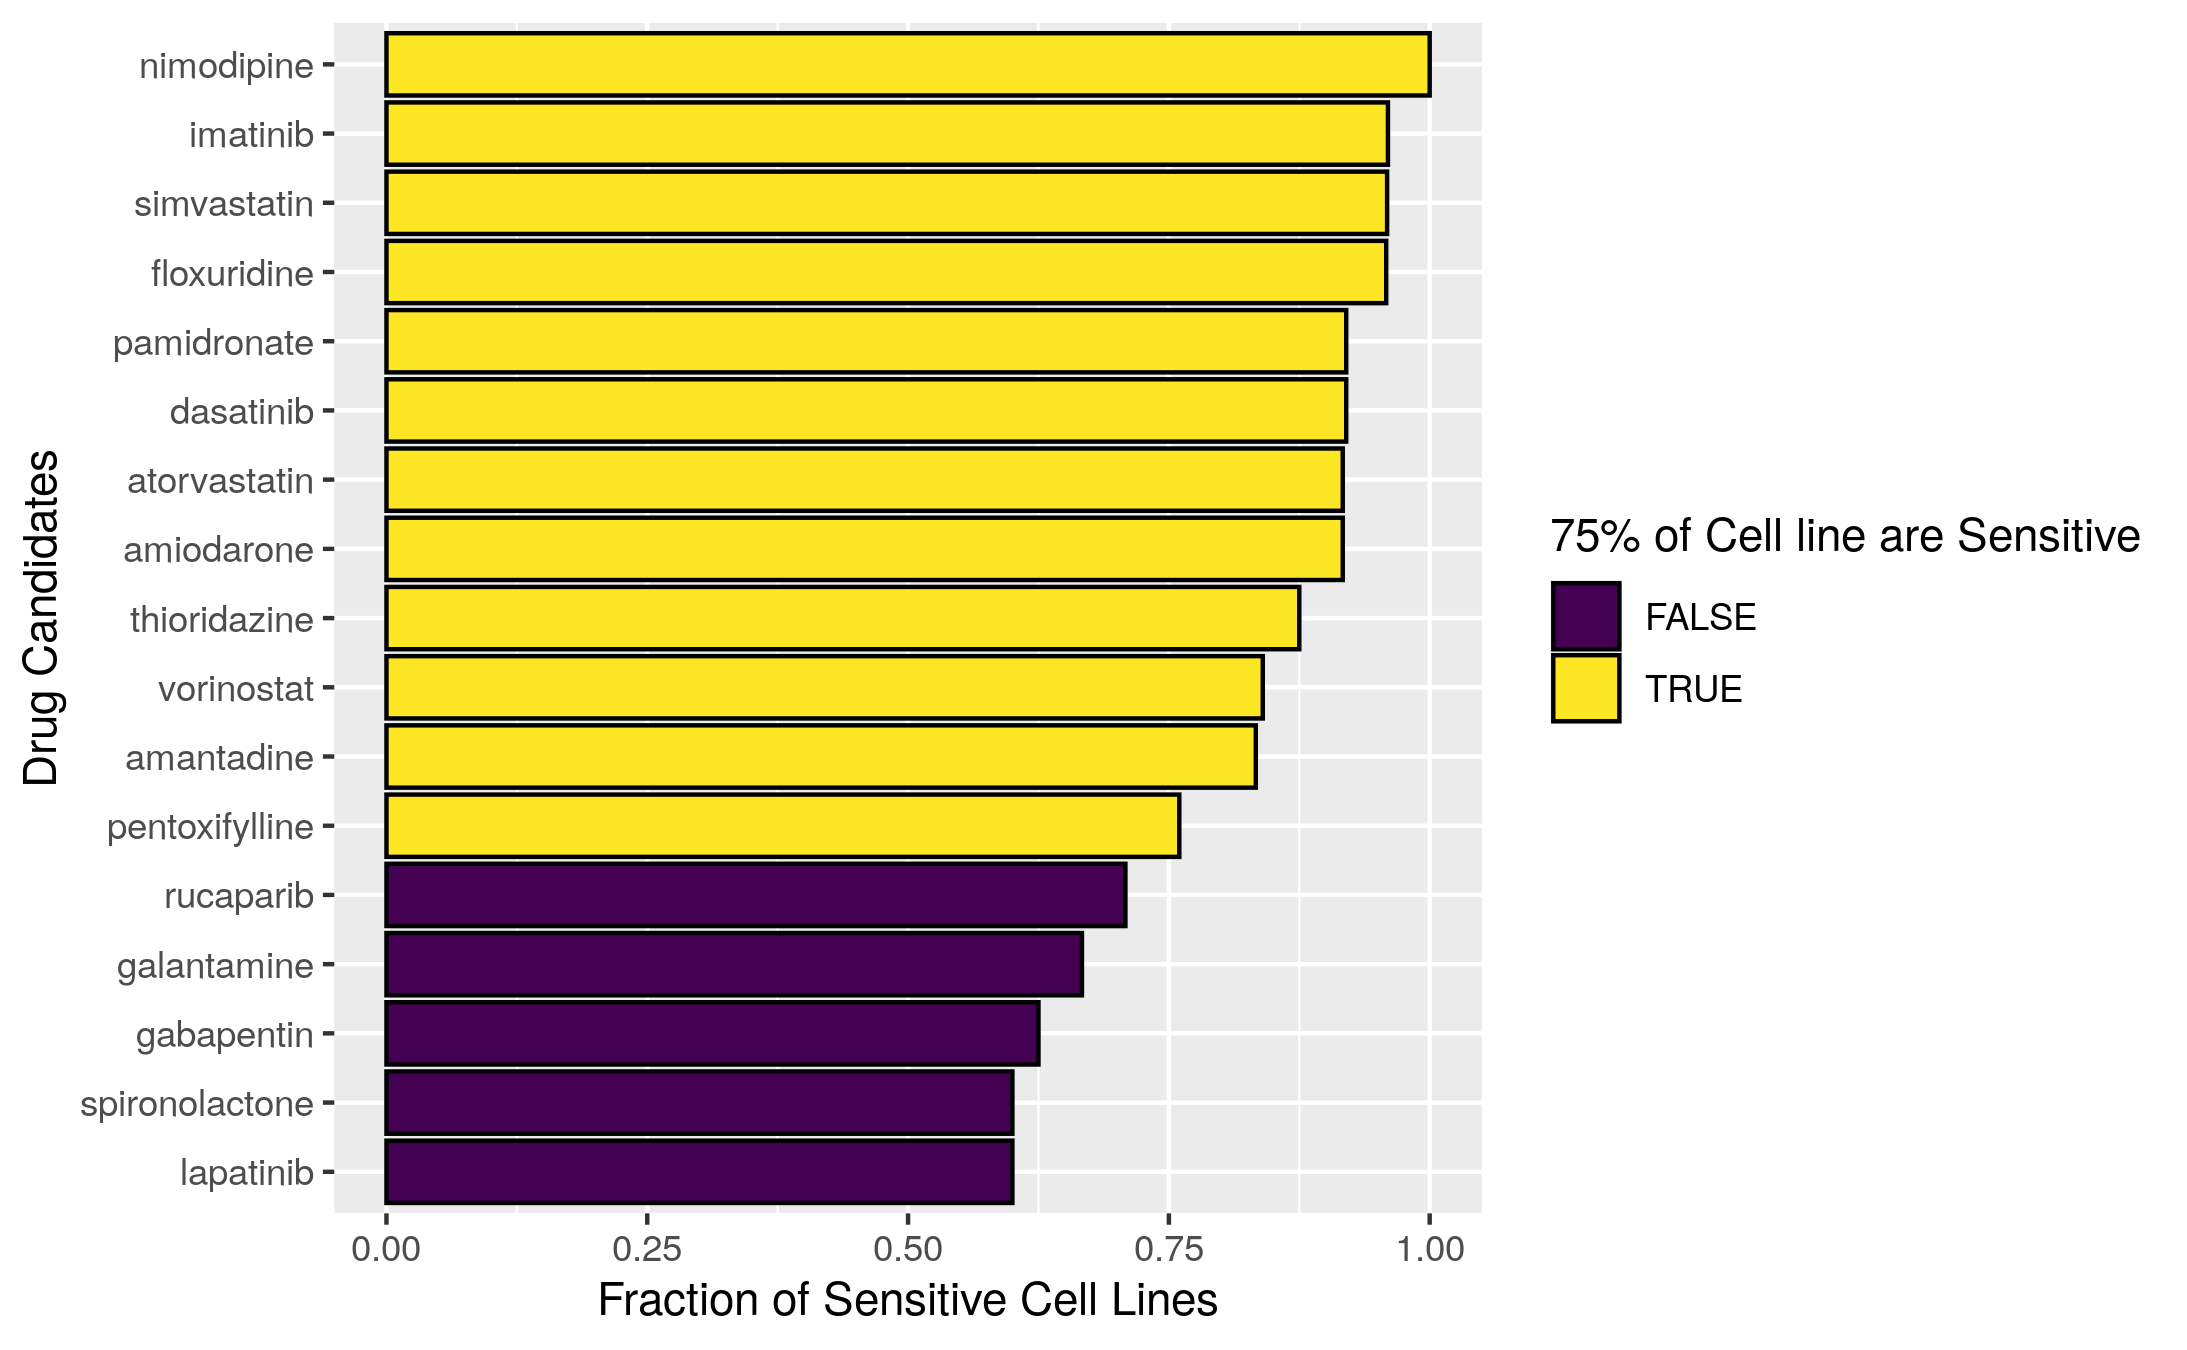 nimodipine
imatinib
simvastatin
floxuridine
pamidronate
dasatinib
atorvastatin
amiodarone
thioridazine
vorinostat
amantadine
pentoxifylline
rucaparib
galantamine
gabapentin
spironolactone
lapatinib
Drug Candidates
0.00 0.25 0.50 0.75 1.00
Fraction of Sensitive Cell Lines
75% of Cell line are Sensitive
FALSE
TRUE